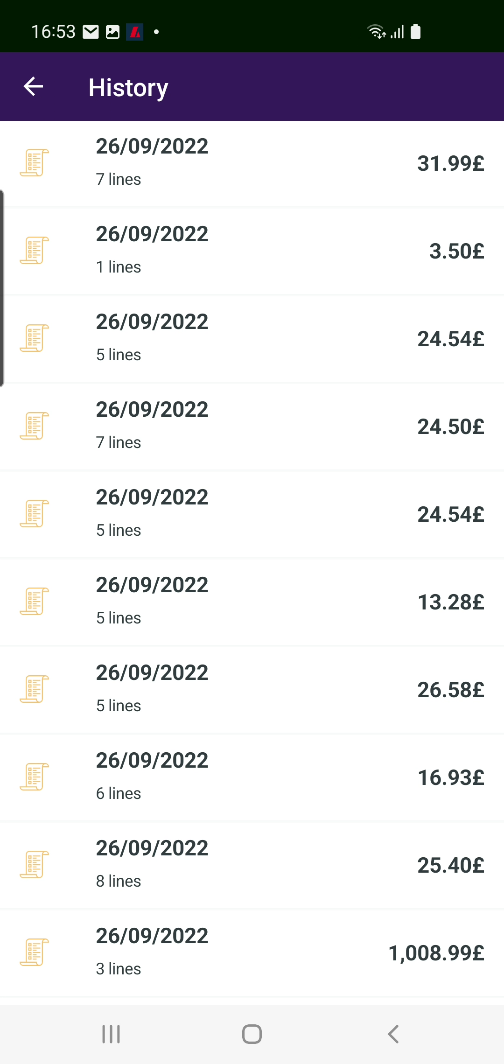 16:53
History
26/09/2022
7 lines
31.99£
26/09/2022
1 lines
3.50£
26/09/2022
5 lines
24.54£
26/09/2022
7 lines
24.50£
26/09/2022
5 lines
24.54£
26/09/2022
5 lines
13.28£
26/09/2022
5 lines
26.58£
26/09/2022
6 lines
16.93£
26/09/2022
8 lines
25.40£
26/09/2022
3 lines
1,008.99£